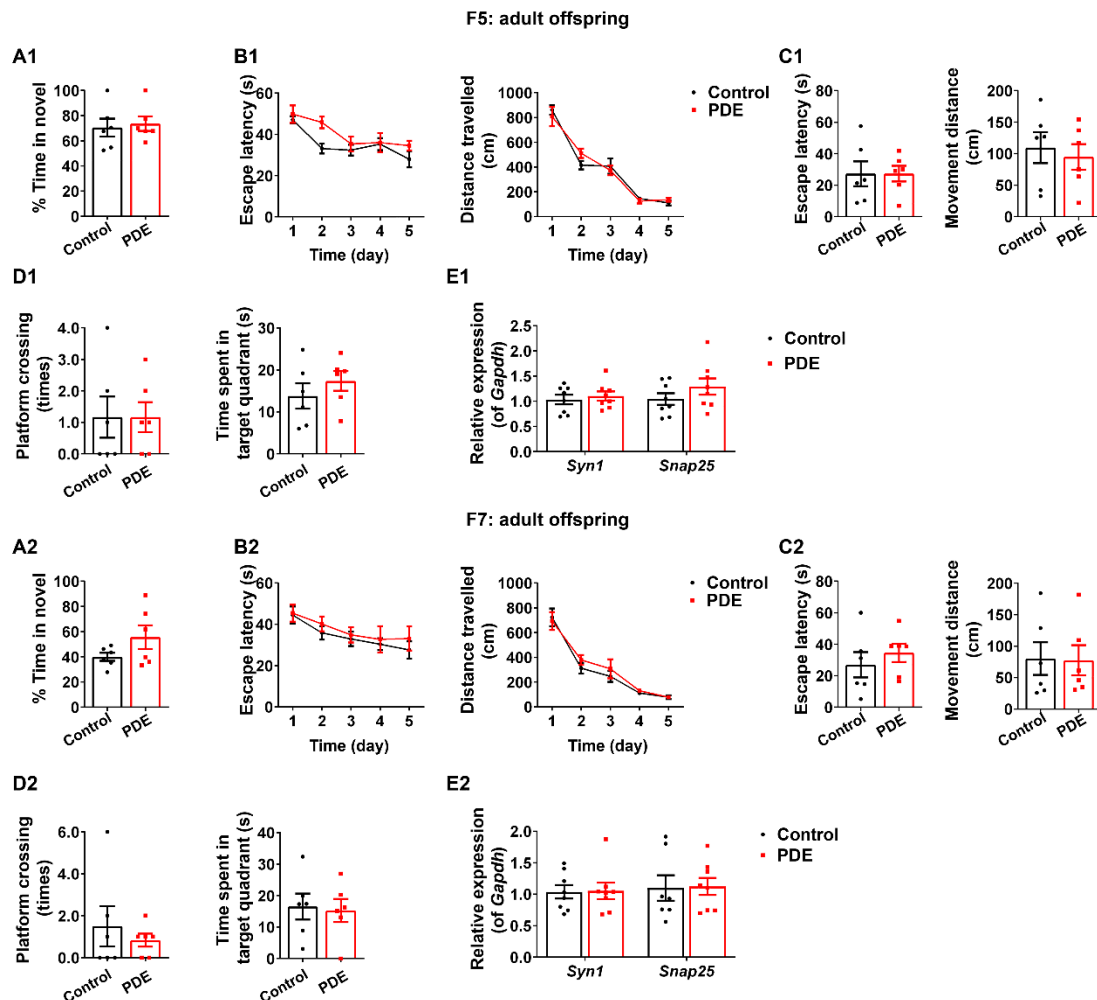 F5: adult offspring
A1
% Time in novel
100
80
60
40
20
0
Control
PDE
B1
Escape latency (s)
60
40
20
0
1 2 3 4 5
Time (day)
Distance travelled
(cm)
1000
800
600
400
200
0
1 2 3 4 5
Time (day)
Control
PDE
C1
Escape latency (s)
80
60
40
20
0
Control
PDE
Movement distance
(cm)
200
150
100
50
0
Control
PDE
D1
Platform crossing
(times)
4.0
3.0
2.0
1.0
0.0
Control
PDE
Time spent in
target quadrant (s)
30
20
10
0
Control
PDE
E1
Relative expression
(of Gapdh)
2.5
2.0
1.5
1.0
0.5
0.0
Syn1
Snap25
Control
PDE
F7: adult offspring
A2
% Time in novel
100
80
60
40
20
0
Control
PDE
B2
Escape latency (s)
60
40
20
0
1 2 3 4 5
Time (day)
Distance travelled
(cm)
1000
800
600
400
200
0
1 2 3 4 5
Time (day)
Control
PDE
C2
Escape latency (s)
80
60
40
20
0
Control
PDE
Movement distance
(cm)
200
150
100
50
0
Control
PDE
D2
Platform crossing
(times)
6.0
4.0
2.0
0.0
Control
PDE
Time spent in
target quadrant (s)
40
30
20
10
0
Control
PDE
E2
Relative expression
(of Gapdh)
2.0
1.5
1.0
0.5
0.0
Syn1
Snap25
Control
PDE